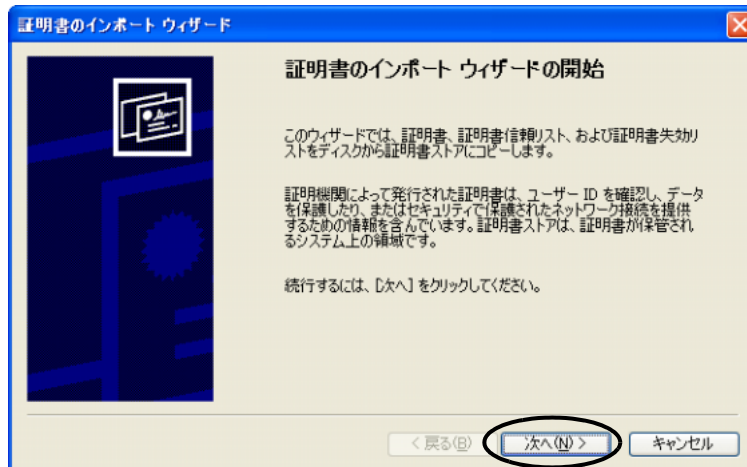 証明書のインポート ウィザード
証明書のインポート ウィザードの開始
このウィザードでは、証明書、証明書信頼リスト、および証明書失効リ
ストをディスクから証明書ストアにコピーします。
証明機関によって発行された証明書は、ユーザー ID を確認し、データ
を保護したり、またはセキュリティで保護されたネットワーク接続を提供
するための情報を含んでいます。証明書ストアは、証明書が保管され
るシステム上の領域です。
続行するには、[次へ] をクリックしてください。
< 戻る(B)
次へ(N) >
キャンセル